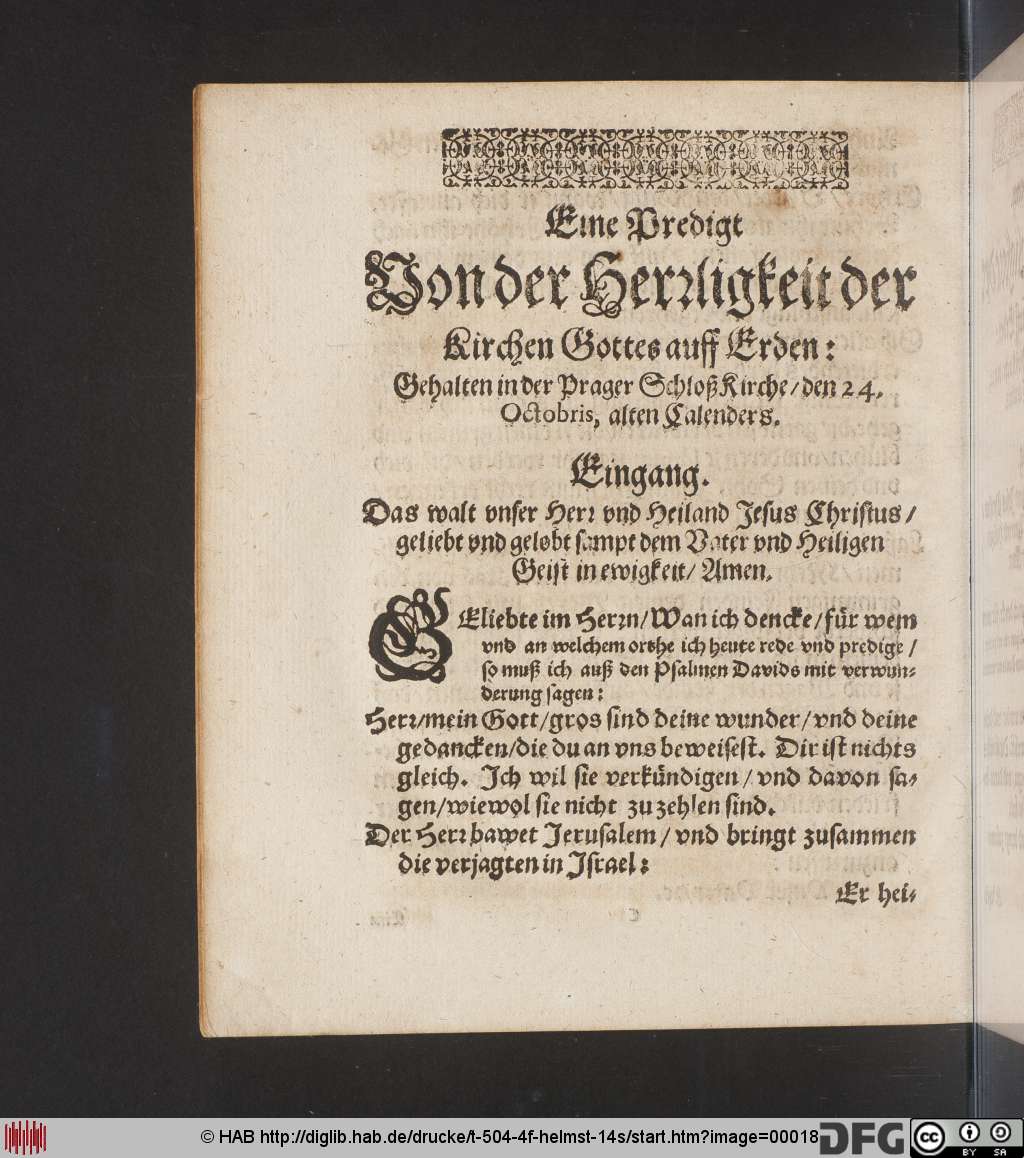 Eine Predigt
Von der Herrligkeit der
Kirchen Gottes auff Erden:
Gehalten in der Prager Schloß Kirche/den 24.
Octobris, alten Calenders.
Eingang.
Das walt vnser Herr vnd Heiland Jesus Christus/
geliebt vnd gelobt sampt dem Vater vnd Heiligen
Geist in ewigkeit/ Amen.
GEliebte im Herrn/Wan ich dencke/für wem
vnd an welchem orthe ich heute rede vnd predige/
so muß ich auß den Psalmen Davids mit verwun-
derung sagen:
Herr/mein Gott/gros sind deine wunder/vnd deine
gedancken/die du an vns beweisest. Dir ist nichts
gleich. Ich wil sie verkündigen/vnd davon sa-
gen/wiewol sie nicht zu zehlen sind.
Der Herr bawet Jerusalem/ vnd bringt zusammen
die verjagten in Israel:
Er hei-
© HAB http://diglib.hab.de/drucke/t-504-4f-helmst-14s/start.htm?image=00018
DFG
cc
BY SA